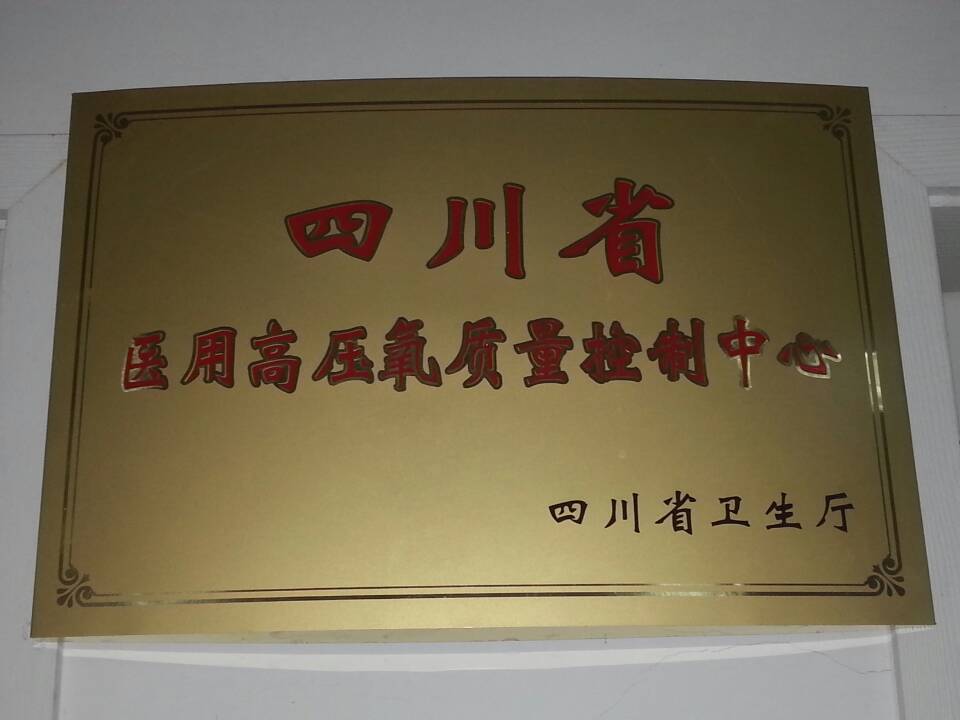 四川省
医用高压氧质量控制中心
四川省卫生厅